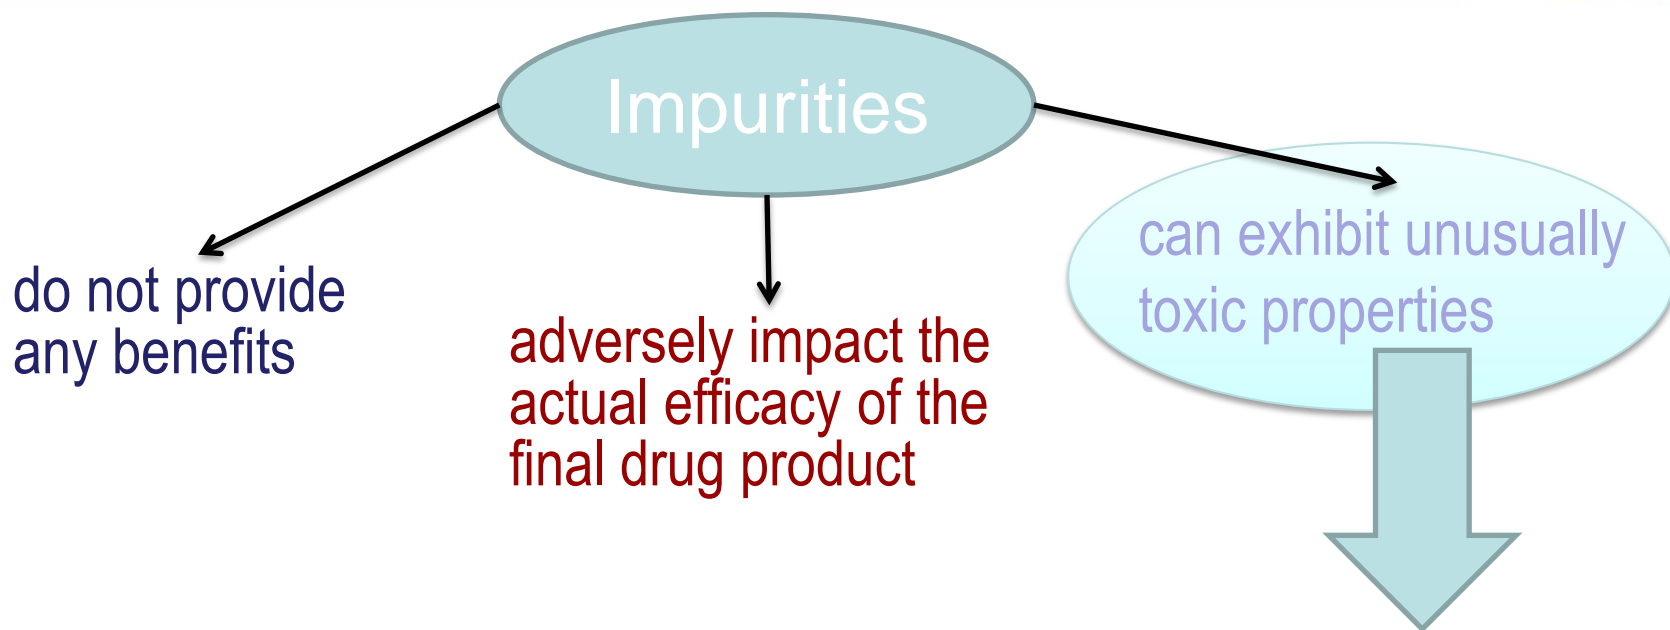 Impurities
do not provide
any benefits
adversely impact the
actual efficacy of the
final drug product
can exhibit unusually
toxic properties